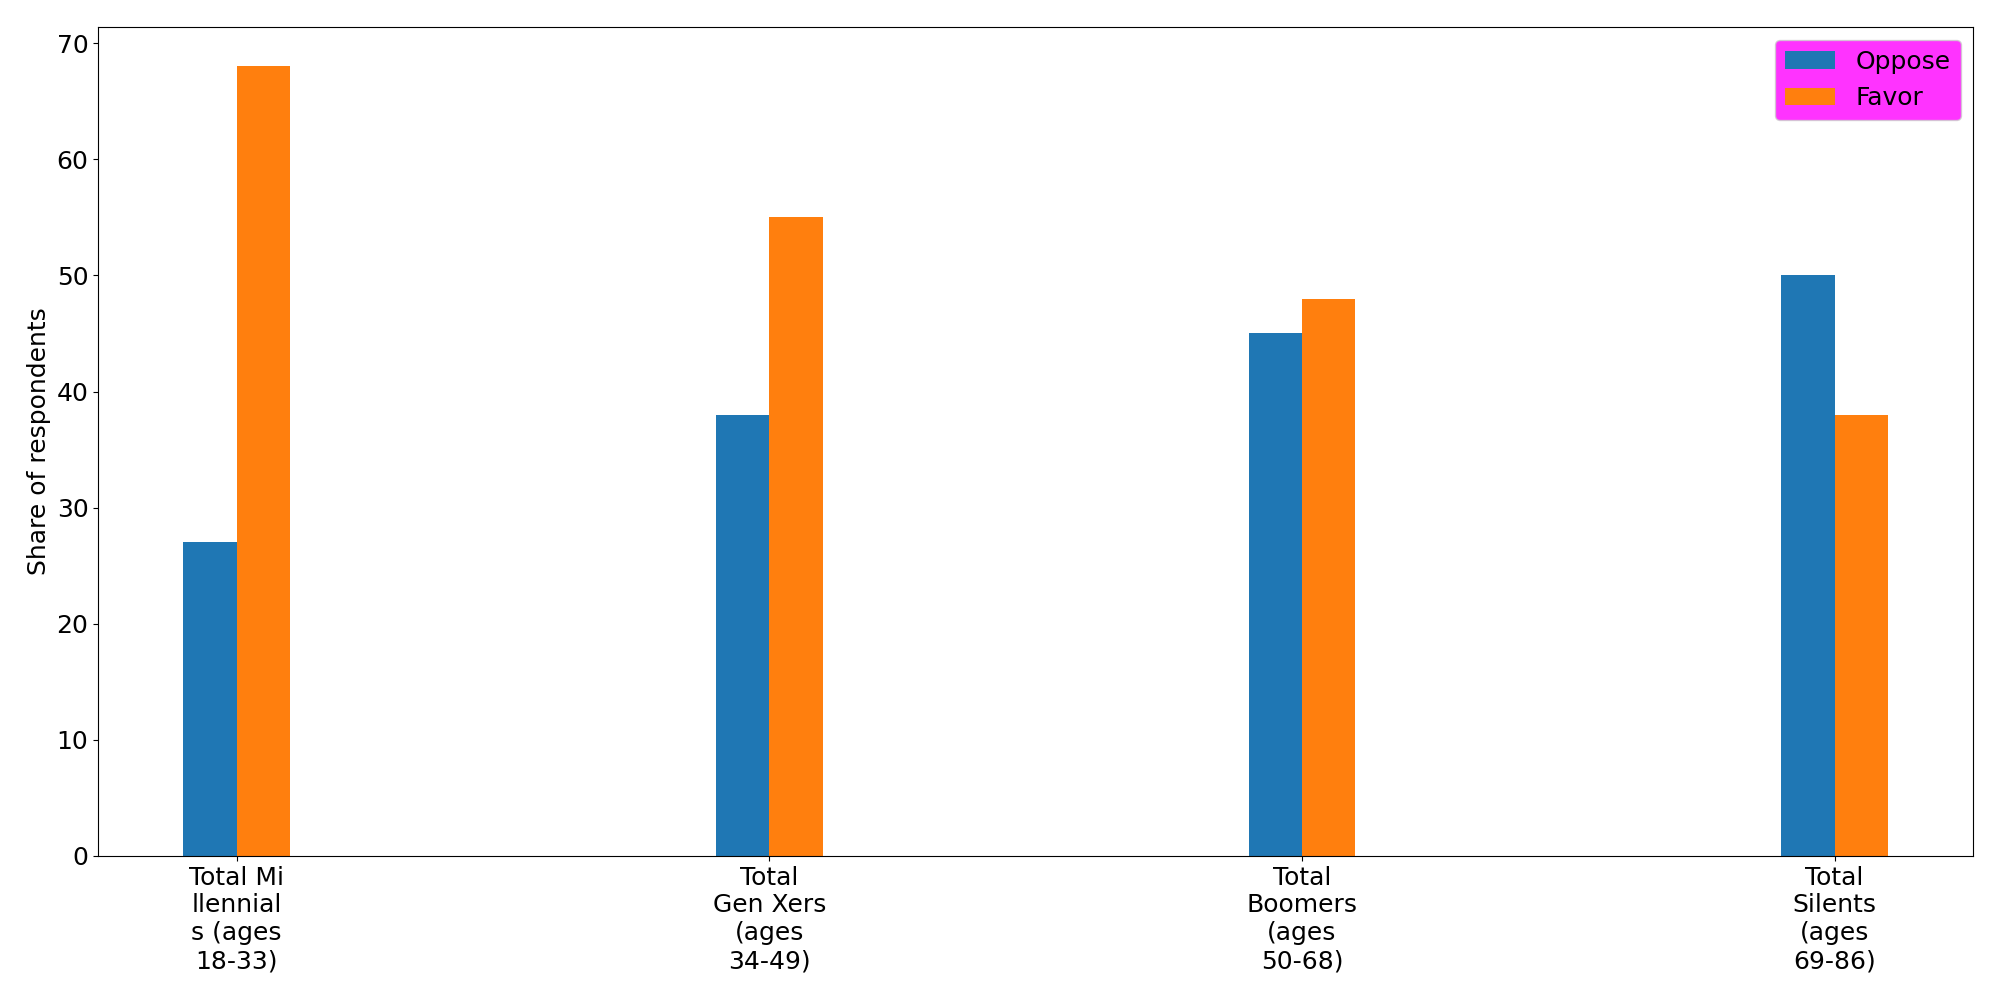 70
60
50
40
30
20
10
0
Share of respondents
Oppose
Favor
Total Mi
llennial
s (ages
18-33)
Total
Gen Xers
(ages
34-49)
Total
Boomers
(ages
50-68)
Total
Silents
(ages
69-86)